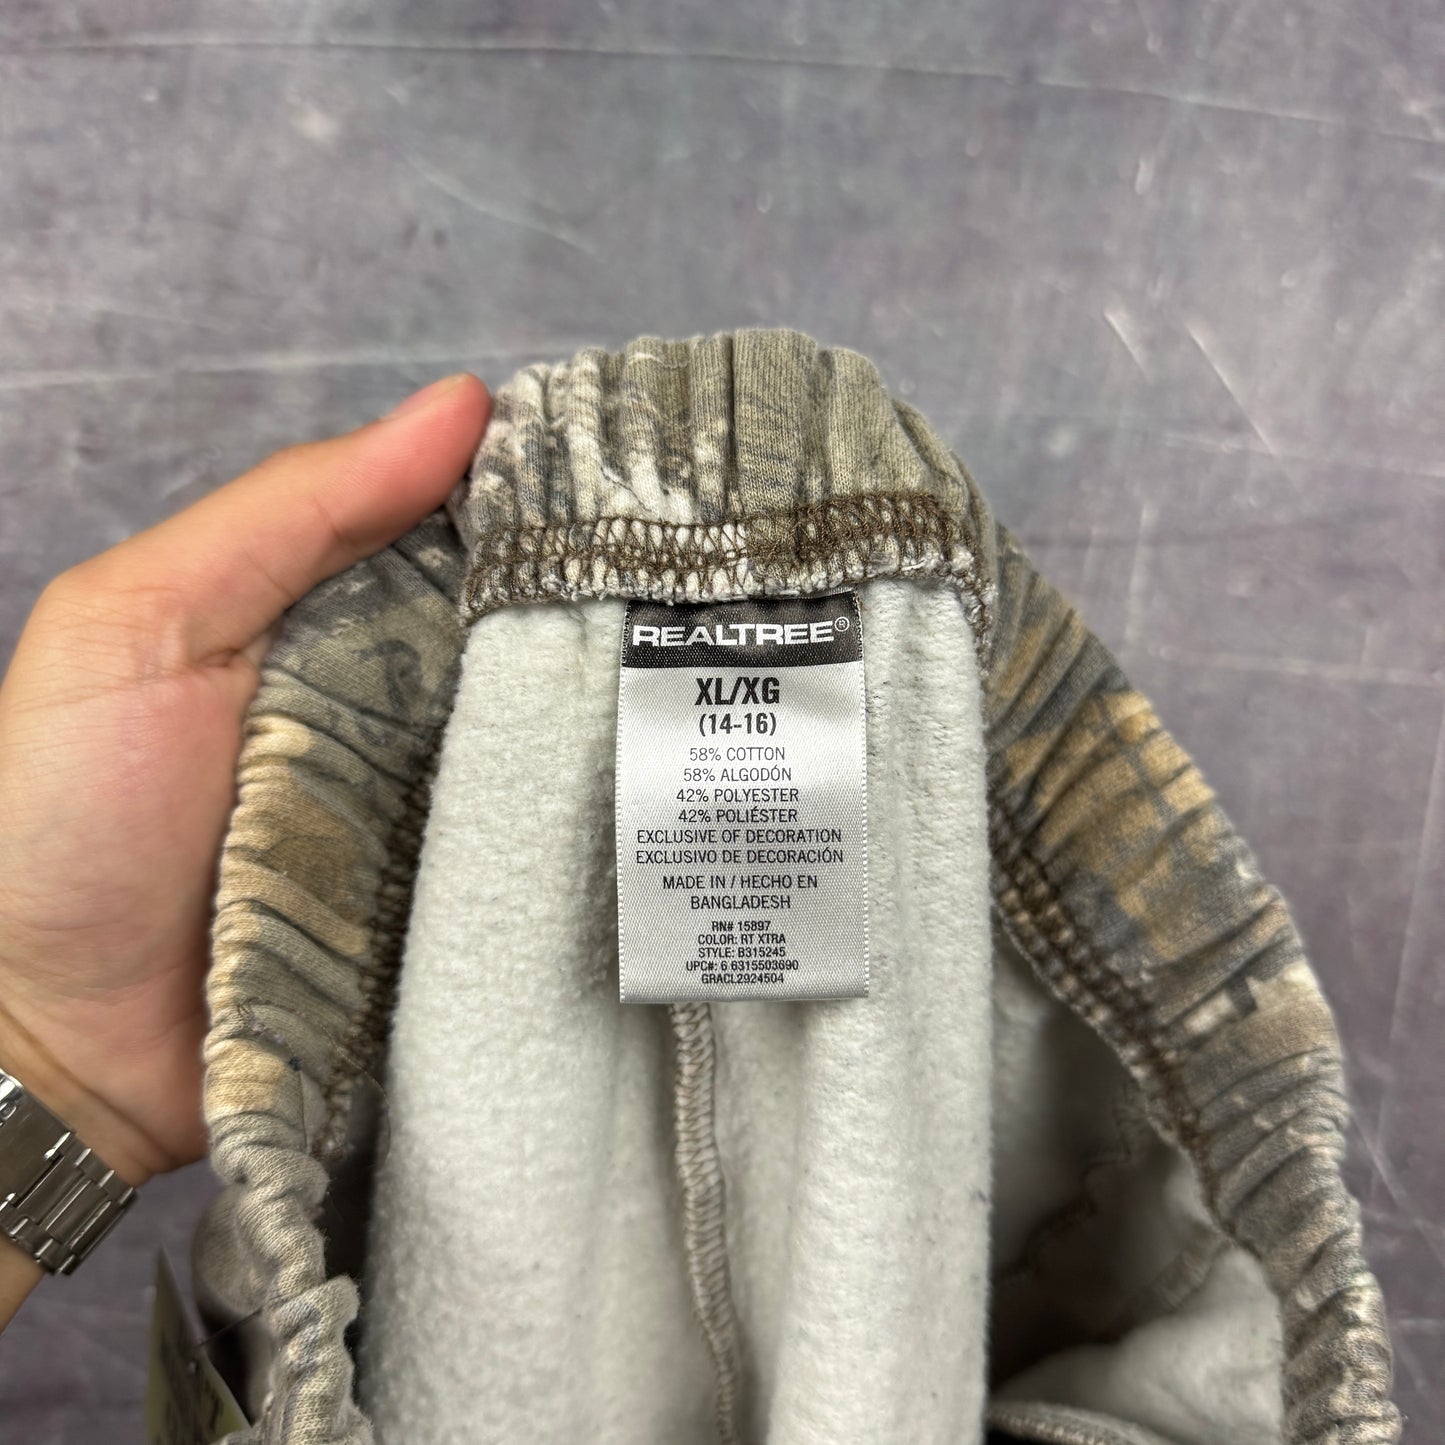 REALTREE®
XL/XG
(14-16)
58% COTTON
58% ALGODÓN
42% POLYESTER
42% POLIÉSTER
EXCLUSIVE OF DECORATION
EXCLUSIVO DE DECORACIÓN
MADE IN / HECHO EN
BANGLADESH
RN# 15897
COLOR: RT XTRA
STYLE: B315245
UPC#: 6 6315503690
GRACL2924504